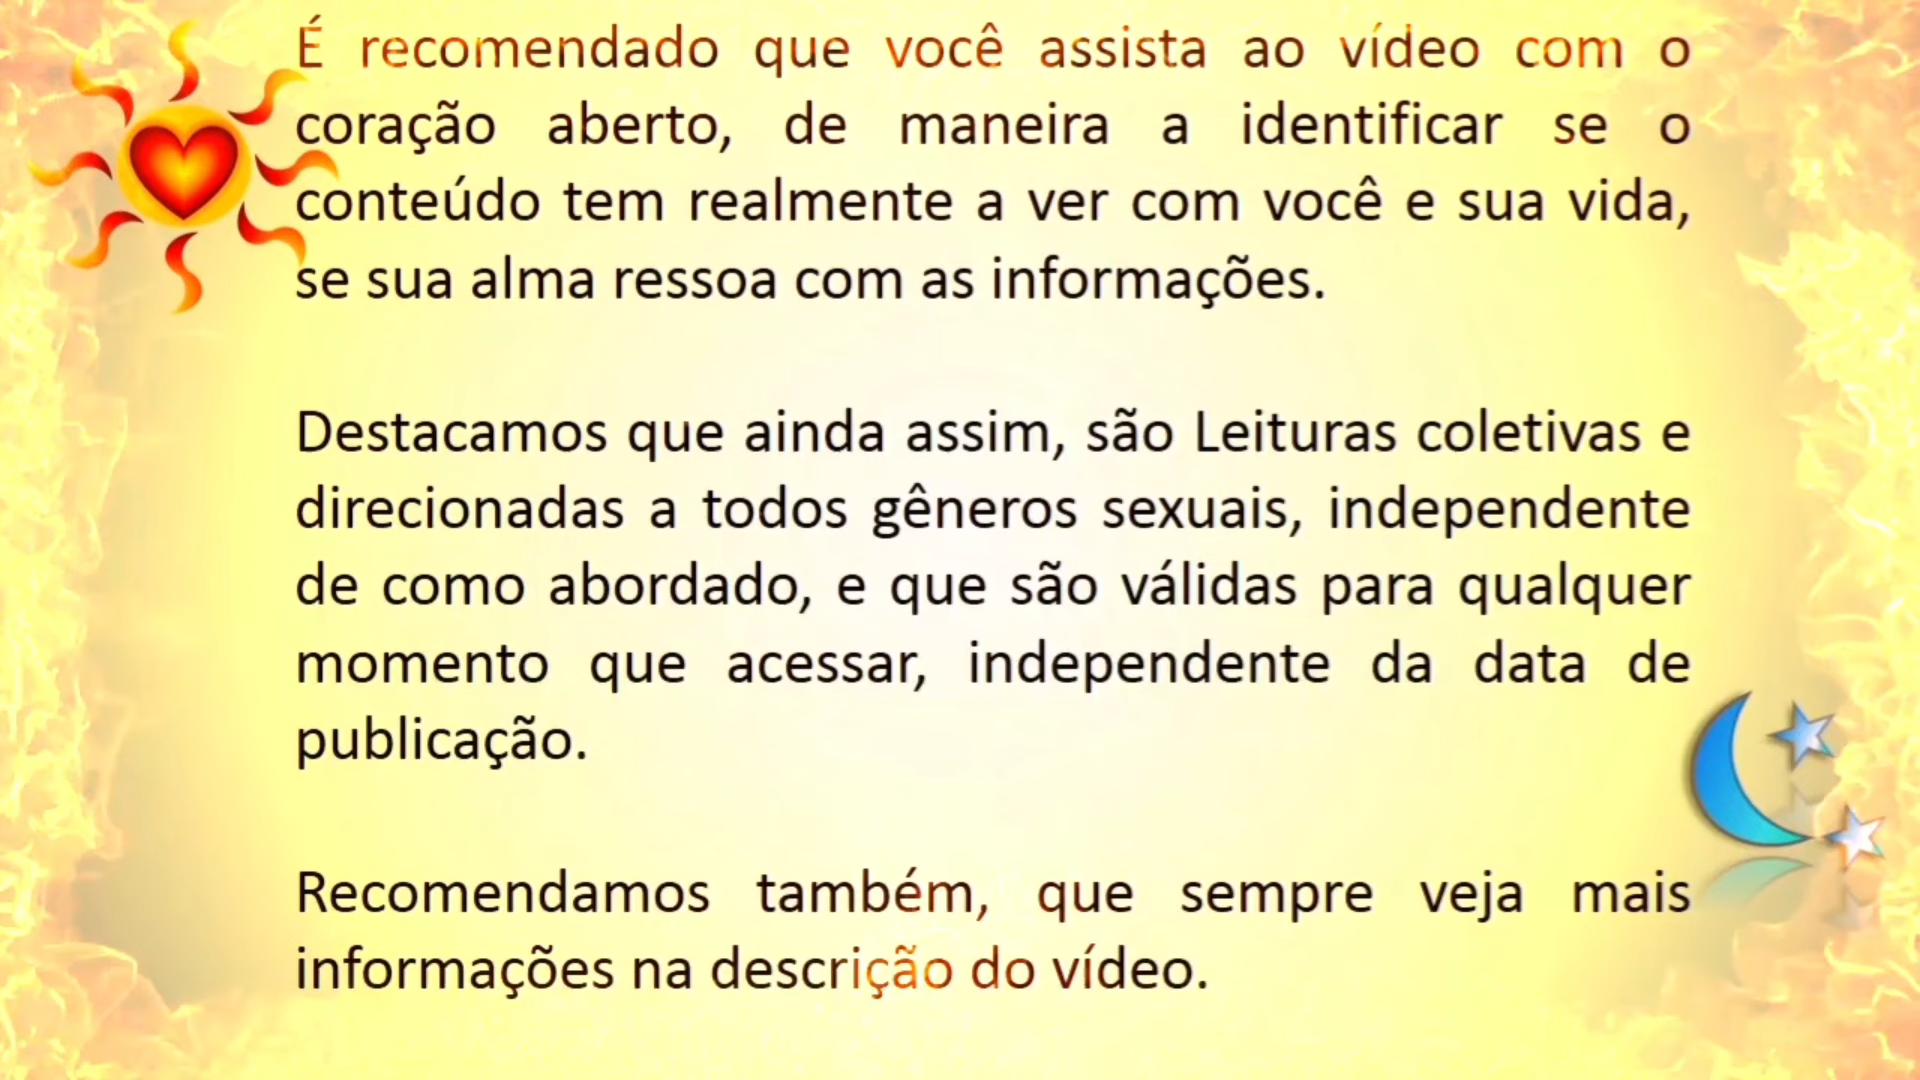 É recomendado que você assista ao vídeo com o
coração aberto, de maneira a identificar se o
conteúdo tem realmente a ver com você e sua vida,
se sua alma ressoa com as informações.
Destacamos que ainda assim, são Leituras coletivas e
direcionadas a todos gêneros sexuais, independente
de como abordado, e que são válidas para qualquer
momento que acessar, independente da data de
publicação.
Recomendamos também, que sempre veja mais
informações na descrição do vídeo.